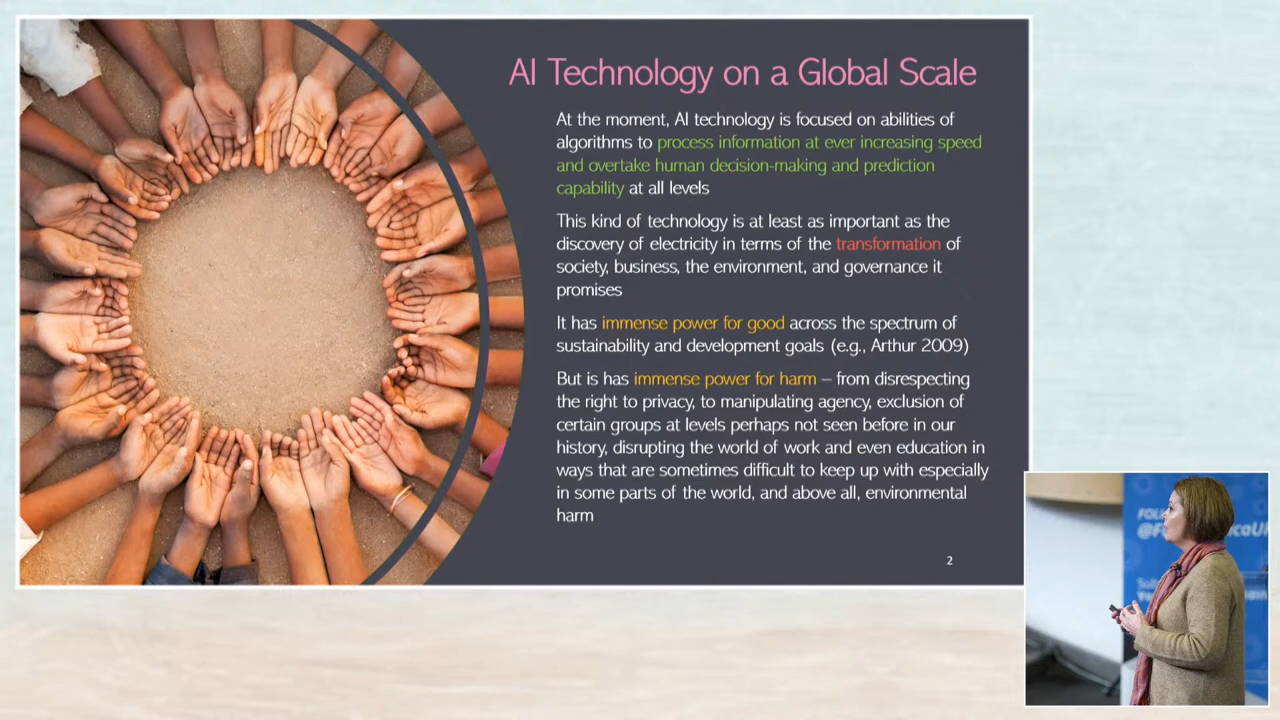 AI Technology on a Global Scale
At the moment, AI technology is focused on abilities of
algorithms to process information at ever increasing speed
and overtake human decision-making and prediction
capability at all levels
This kind of technology is at least as important as the
discovery of electricity in terms of the transformation of
society, business, the environment, and governance it
promises
It has immense power for good across the spectrum of
sustainability and development goals (e.g., Arthur 2009)
But is has immense power for harm – from disrespecting
the right to privacy, to manipulating agency, exclusion of
certain groups at levels perhaps not seen before in our
history, disrupting the world of work and even education in
ways that are sometimes difficult to keep up with especially
in some parts of the world, and above all, environmental
harm
2